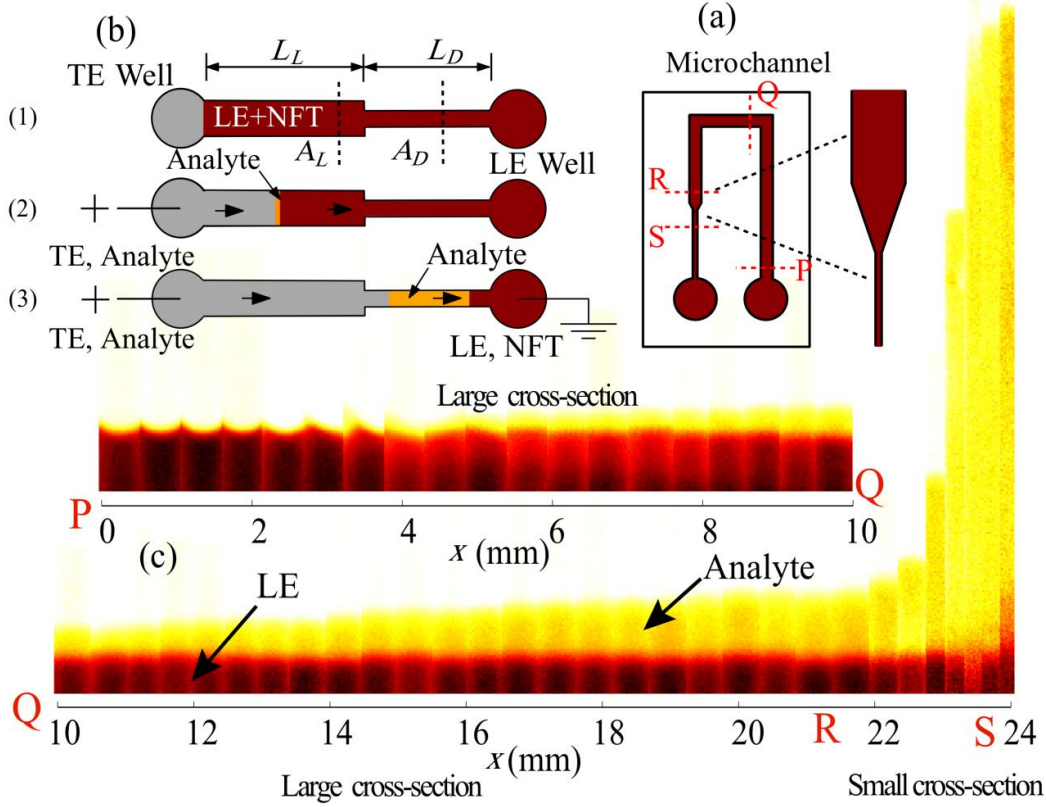 (b)
TE Well
L_L
L_D
(1)
LE+NFT
A_L
A_D
LE Well
Analyte
(2)
+
TE, Analyte
Analyte
(3)
+
TE, Analyte
LE, NFT
(a)
Microchannel
Q
R
S
P
Large cross-section
P
Q
0 2 4 6 8 10
x (mm)
(c)
LE
Analyte
Q
R
S
10 12 14 16 18 20 22 24
x (mm)
Large cross-section
Small cross-section